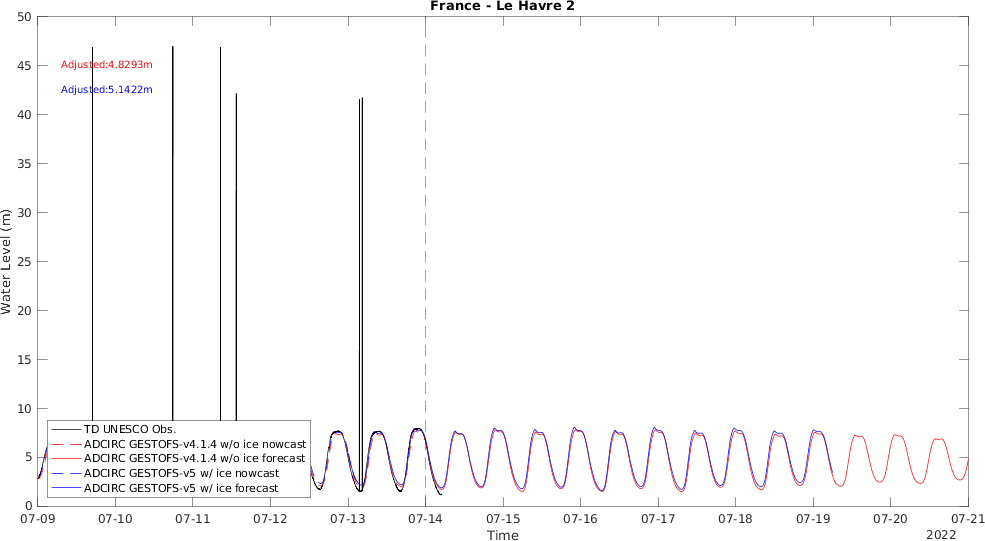 France - Le Havre 2
50
45
40
35
30
25
20
15
10
5
0
Water Level (m)
Adjusted:4.8293m
Adjusted:5.1422m
TD UNESCO Obs.
ADCIRC GESTOFS-v4.1.4 w/o ice nowcast
ADCIRC GESTOFS-v4.1.4 w/o ice forecast
ADCIRC GESTOFS-v5 w/ ice nowcast
ADCIRC GESTOFS-v5 w/ ice forecast
07-09 07-10 07-11 07-12 07-13 07-14 07-15 07-16 07-17 07-18 07-19 07-20 07-21
Time
2022